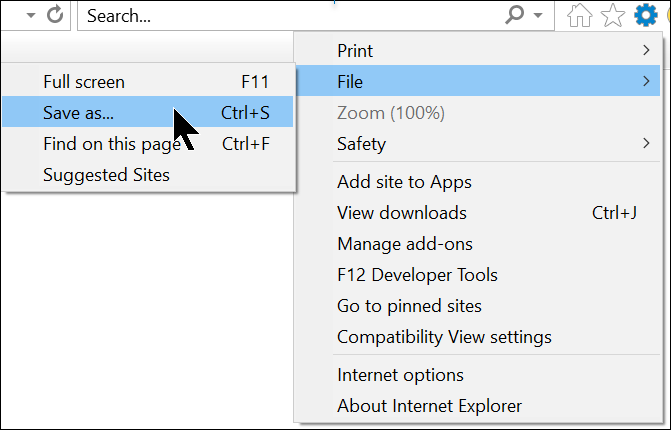 Search...
Print
Full screen F11
File
Save as... Ctrl+S
Zoom (100%)
Find on this page Ctrl+F
Safety
Suggested Sites
Add site to Apps
View downloads Ctrl+J
Manage add-ons
F12 Developer Tools
Go to pinned sites
Compatibility View settings
Internet options
About Internet Explorer